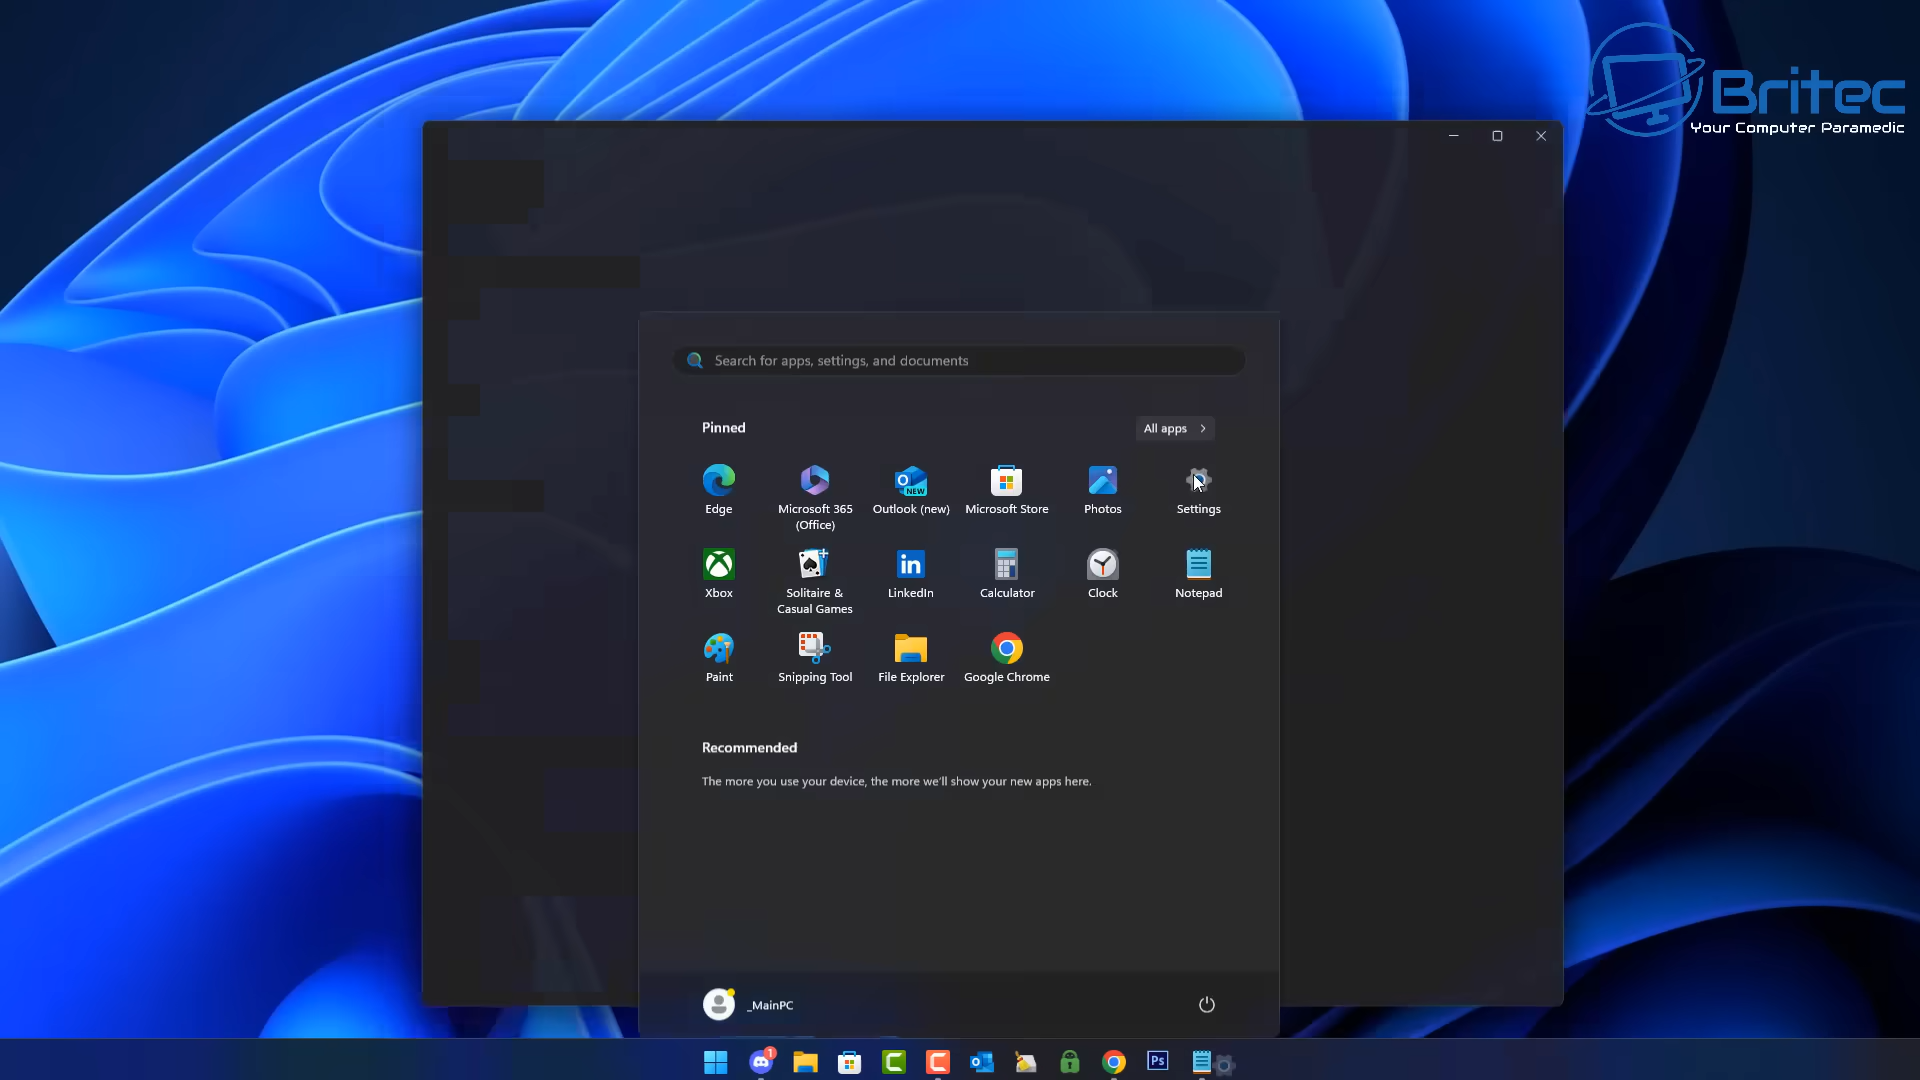 Britec
Your Computer Paramedic
Search for apps, settings, and documents
Pinned
All apps
Edge
Microsoft 365
(Office)
Outlook (new)
Microsoft Store
Photos
Settings
Xbox
Solitaire &
Casual Games
LinkedIn
Calculator
Clock
Notepad
Paint
Snipping Tool
File Explorer
Google Chrome
Recommended
The more you use your device, the more we'll show your new apps here.
_MainPC
1
Ps